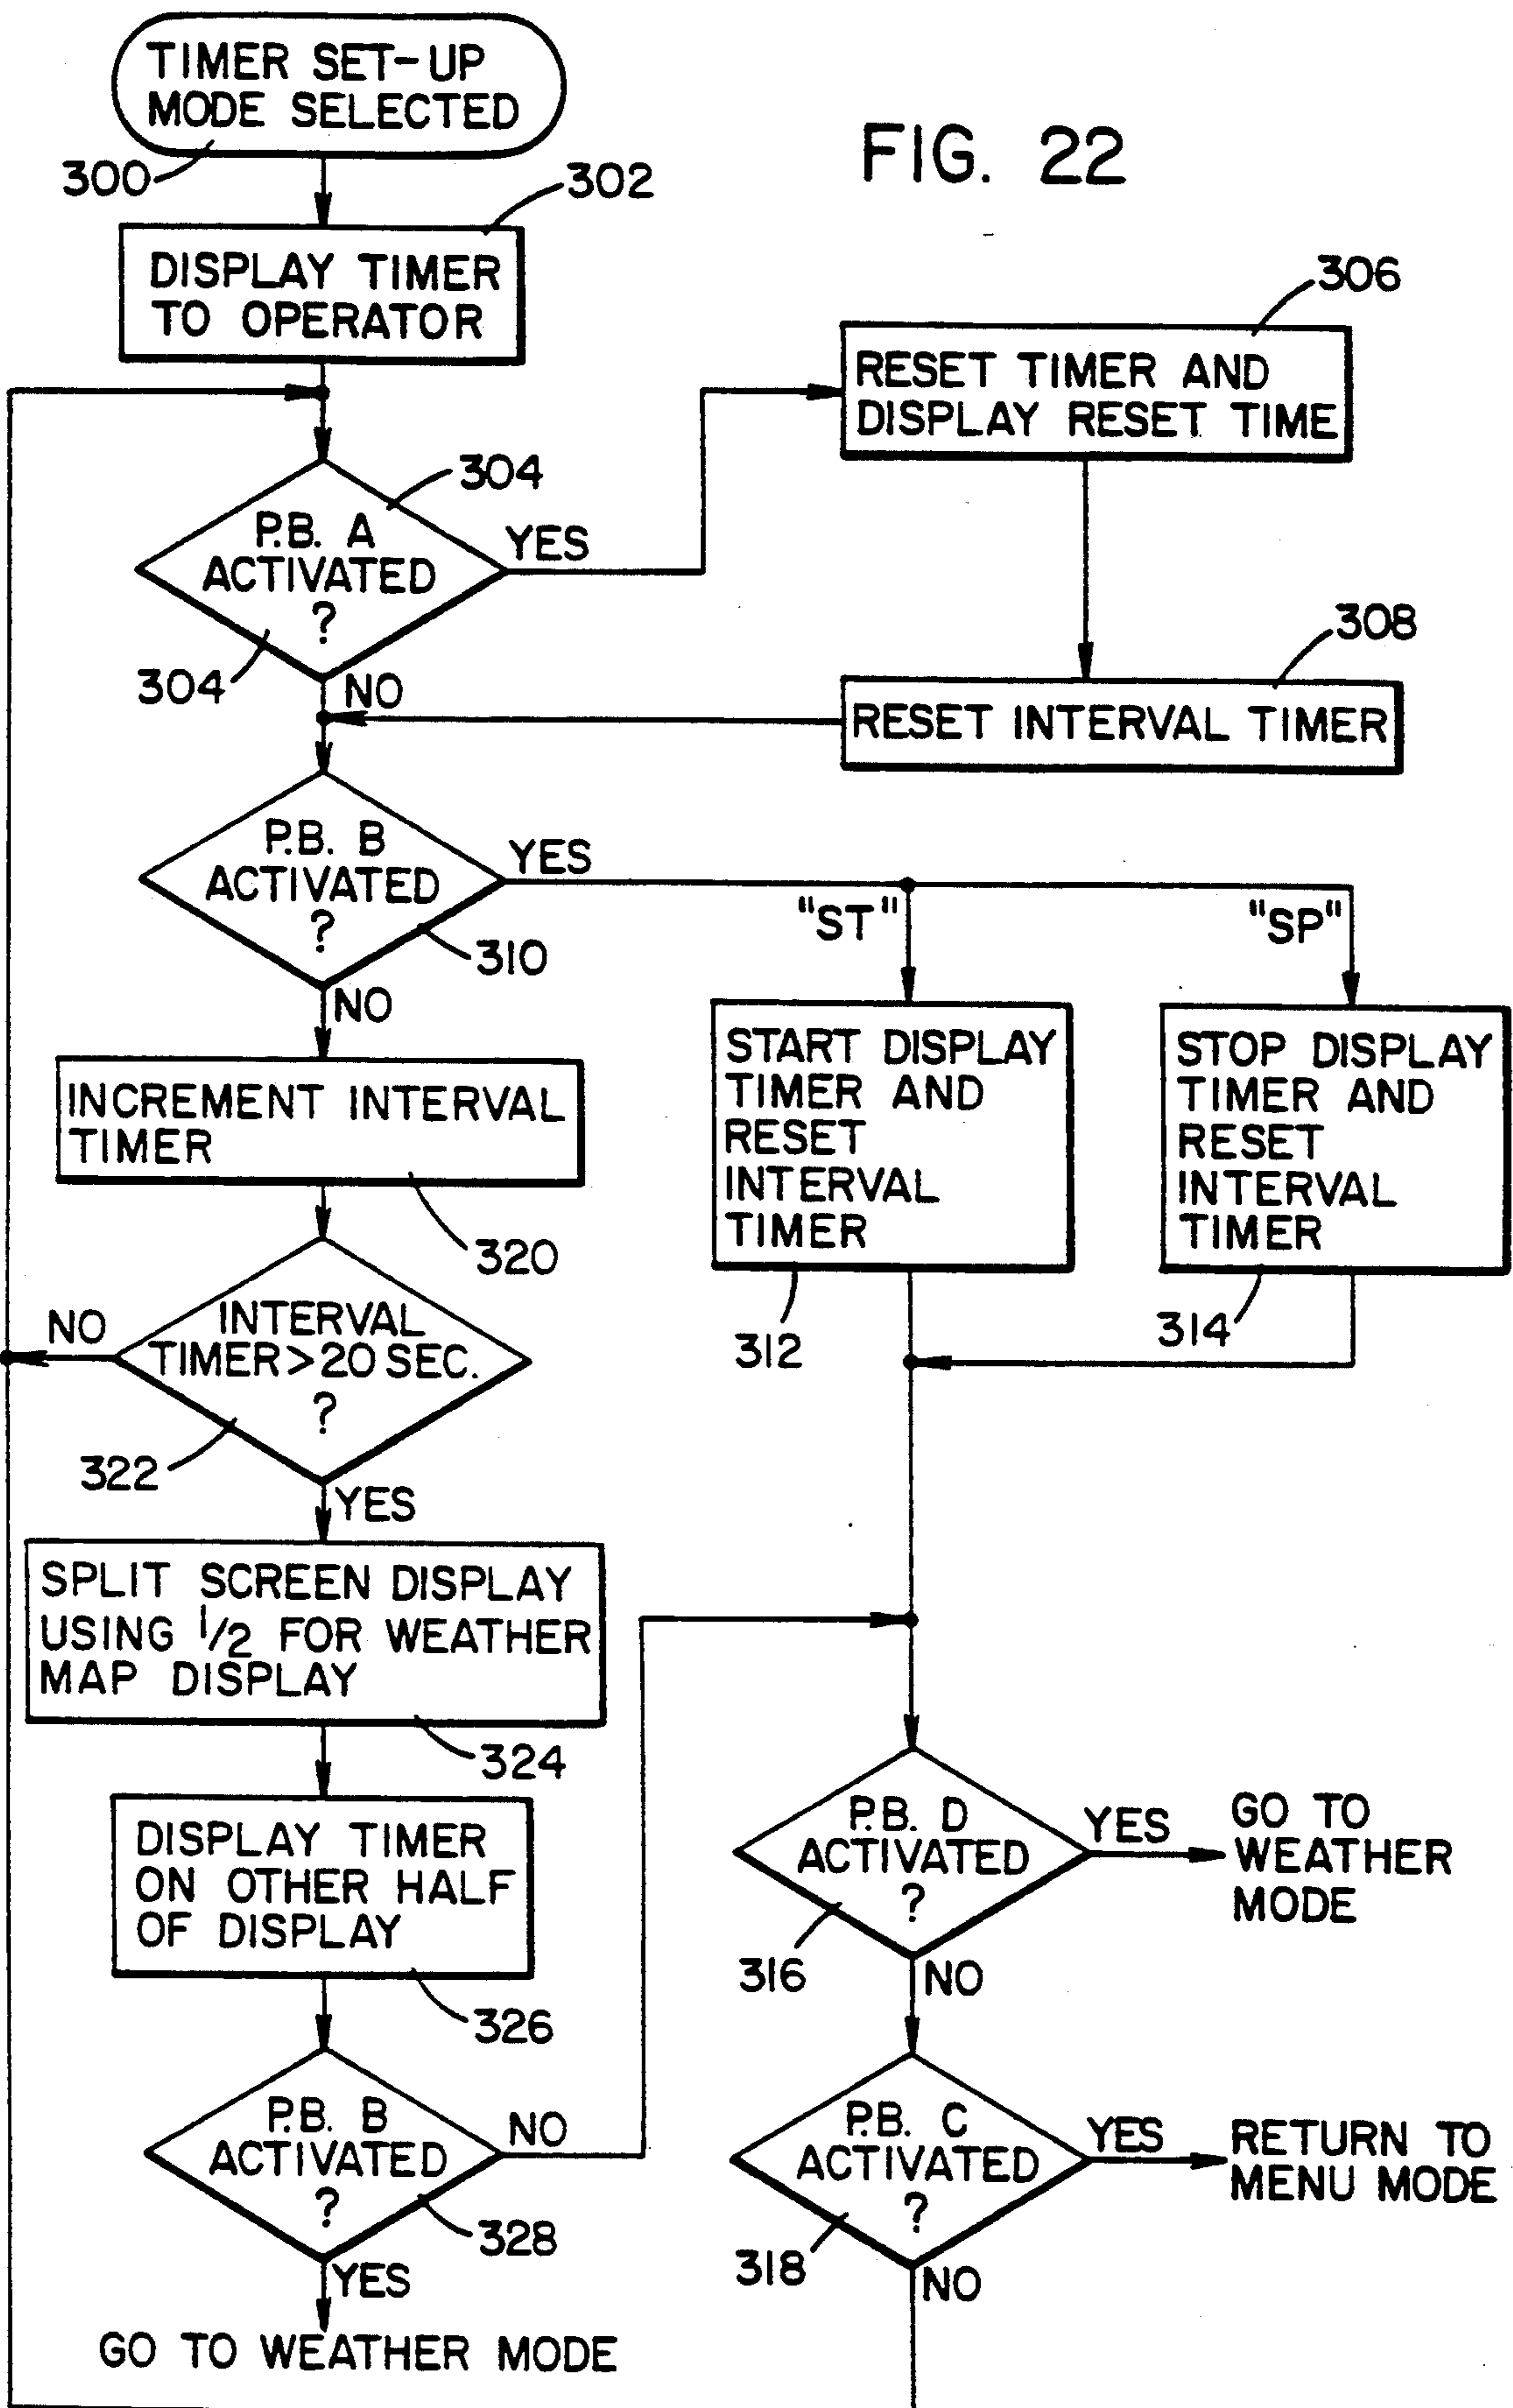 TIMER SET-UP
MODE SELECTED
300
FIG. 22
302
DISPLAY TIMER
TO OPERATOR
306
RESET TIMER AND
DISPLAY RESET TIME
304
P.B. A
ACTIVATED
?
YES
304
NO
308
RESET INTERVAL TIMER
P.B. B
ACTIVATED
?
YES
310
NO
"ST"
"SP"
START DISPLAY
TIMER AND
RESET
INTERVAL
TIMER
312
STOP DISPLAY
TIMER AND
RESET
INTERVAL
TIMER
314
INCREMENT INTERVAL
TIMER
320
NO
INTERVAL
TIMER>20 SEC.
?
322
YES
SPLIT SCREEN DISPLAY
USING 1/2 FOR WEATHER
MAP DISPLAY
324
DISPLAY TIMER
ON OTHER HALF
OF DISPLAY
326
P.B. B
ACTIVATED
?
NO
328
YES
GO TO WEATHER MODE
P.B. D
ACTIVATED
?
YES
GO TO
WEATHER
MODE
316
NO
P.B. C
ACTIVATED
?
YES
RETURN TO
MENU MODE
318
NO